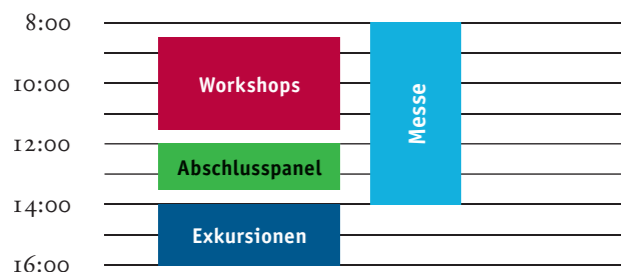 8:00
10:00
Workshops
Messe
12:00
Abschlusspanel
14:00
Exkursionen
16:00